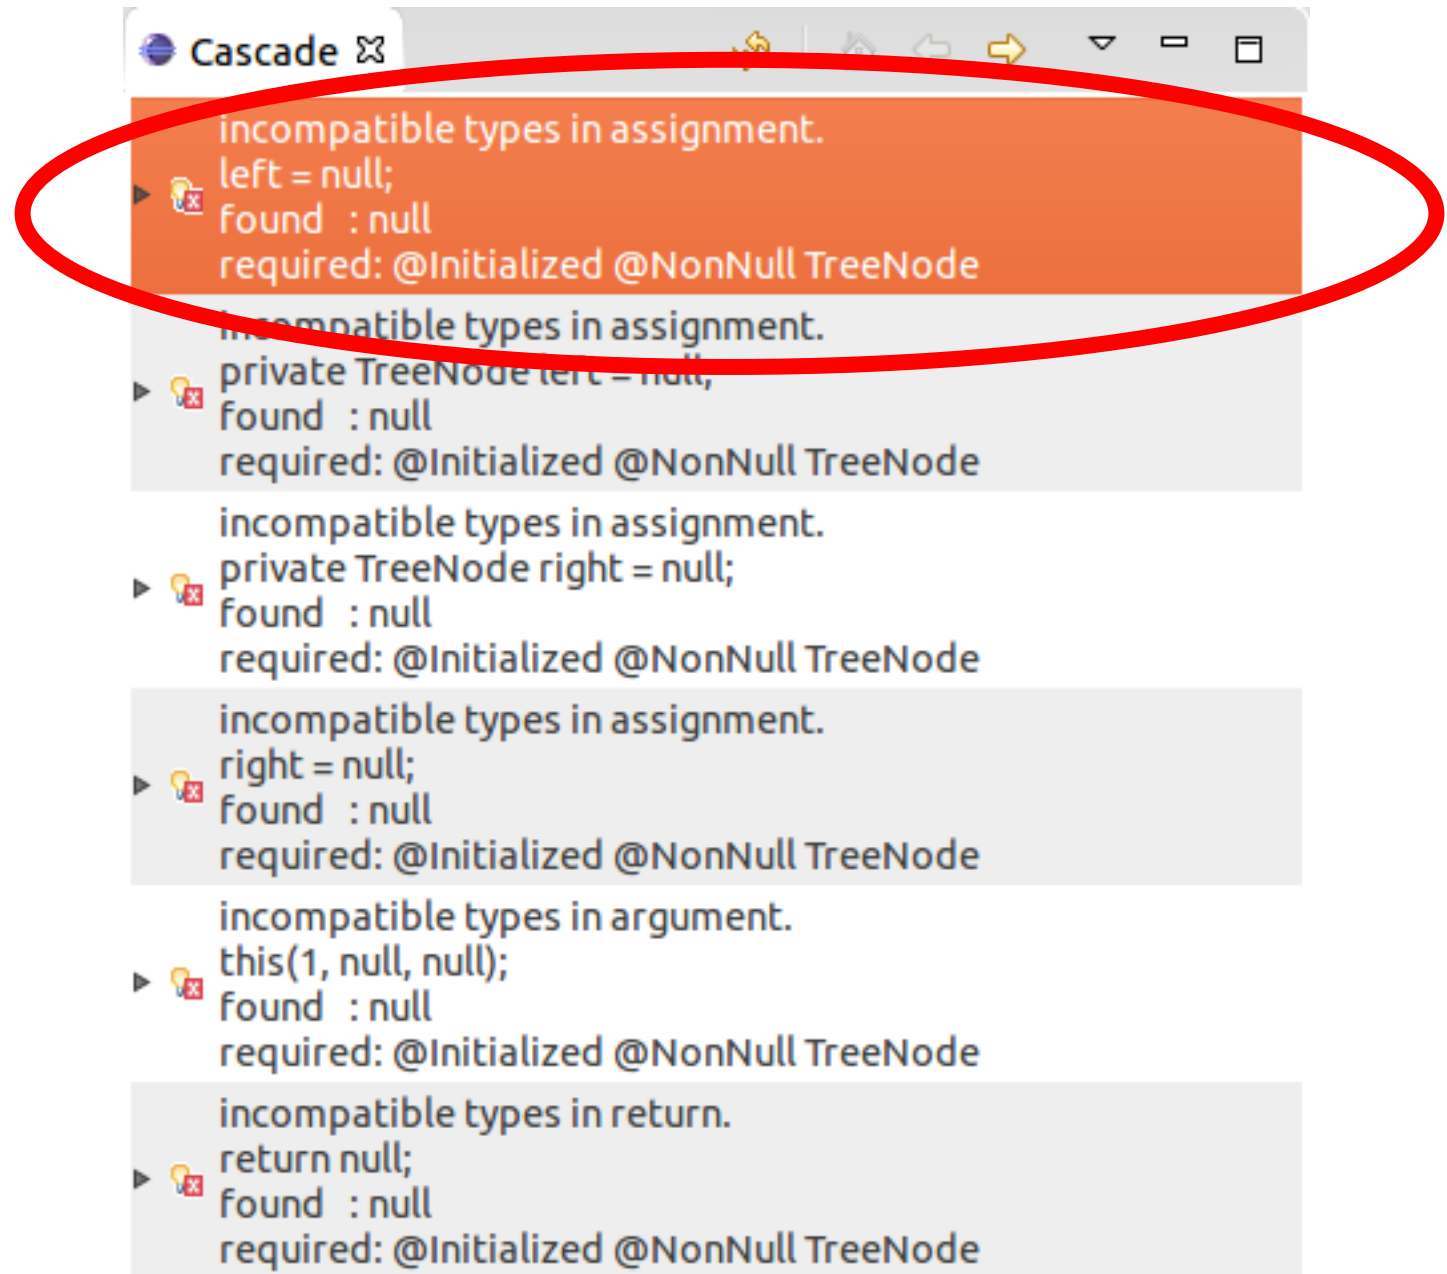 Cascade
incompatible types in assignment.
left = null;
found : null
required: @Initialized @NonNull TreeNode
incompatible types in assignment.
private TreeNode left = null;
found : null
required: @Initialized @NonNull TreeNode
incompatible types in assignment.
private TreeNode right = null;
found : null
required: @Initialized @NonNull TreeNode
incompatible types in assignment.
right = null;
found : null
required: @Initialized @NonNull TreeNode
incompatible types in argument.
this(1, null, null);
found : null
required: @Initialized @NonNull TreeNode
incompatible types in return.
return null;
found : null
required: @Initialized @NonNull TreeNode